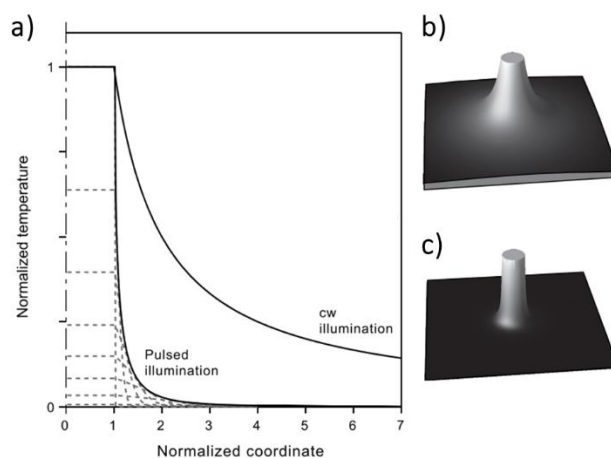 a)
1
Normalized temperature
cw
illumination
Pulsed
illumination
0
0 1 2 3 4 5 6 7
Normalized coordinate
b)
c)